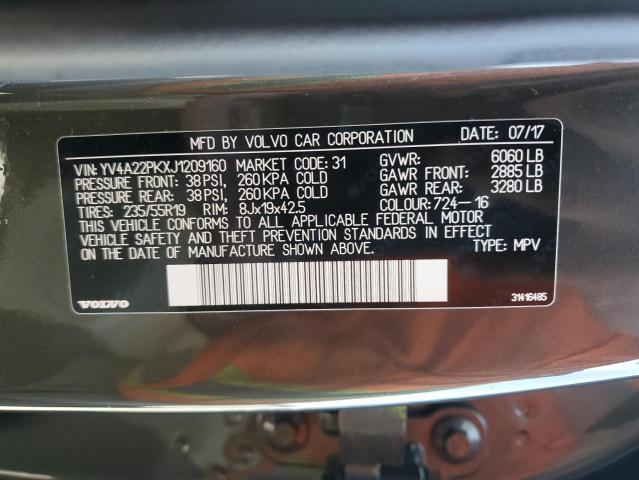 MFD BY VOLVO CAR CORPORATION DATE: 07/17
VIN: YV4A22PKXJ1209160 MARKET CODE: 31 GVWR: 6060 LB
PRESSURE FRONT: 38 PSI, 260 KPA COLD GAWR FRONT: 2885 LB
PRESSURE REAR: 38 PSI, 260 KPA COLD GAWR REAR: 3280 LB
TIRES: 235/55R19 RIM: 8Jx19x42.5 COLOUR: 724-16
THIS VEHICLE CONFORMS TO ALL APPLICABLE FEDERAL MOTOR
VEHICLE SAFETY AND THEFT PREVENTION STANDARDS IN EFFECT
ON THE DATE OF MANUFACTURE SHOWN ABOVE. TYPE: MPV
VOLVO 31416485